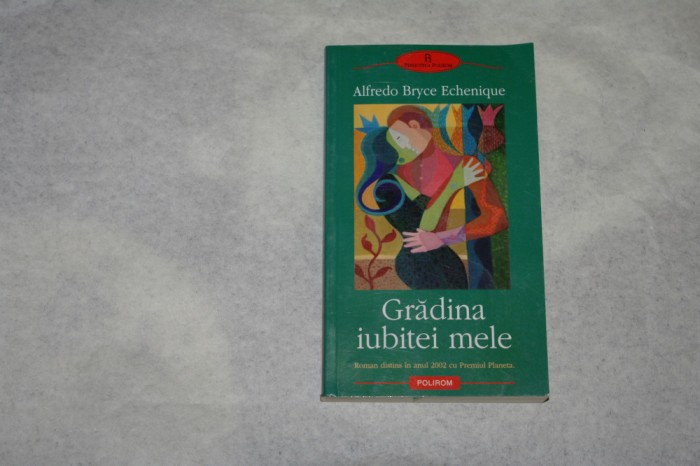 B
Alfredo Bryce Echenique
Grădina
iubitei mele
Roman distins în anul 2002 cu Premiul Planeta.
POLIROM